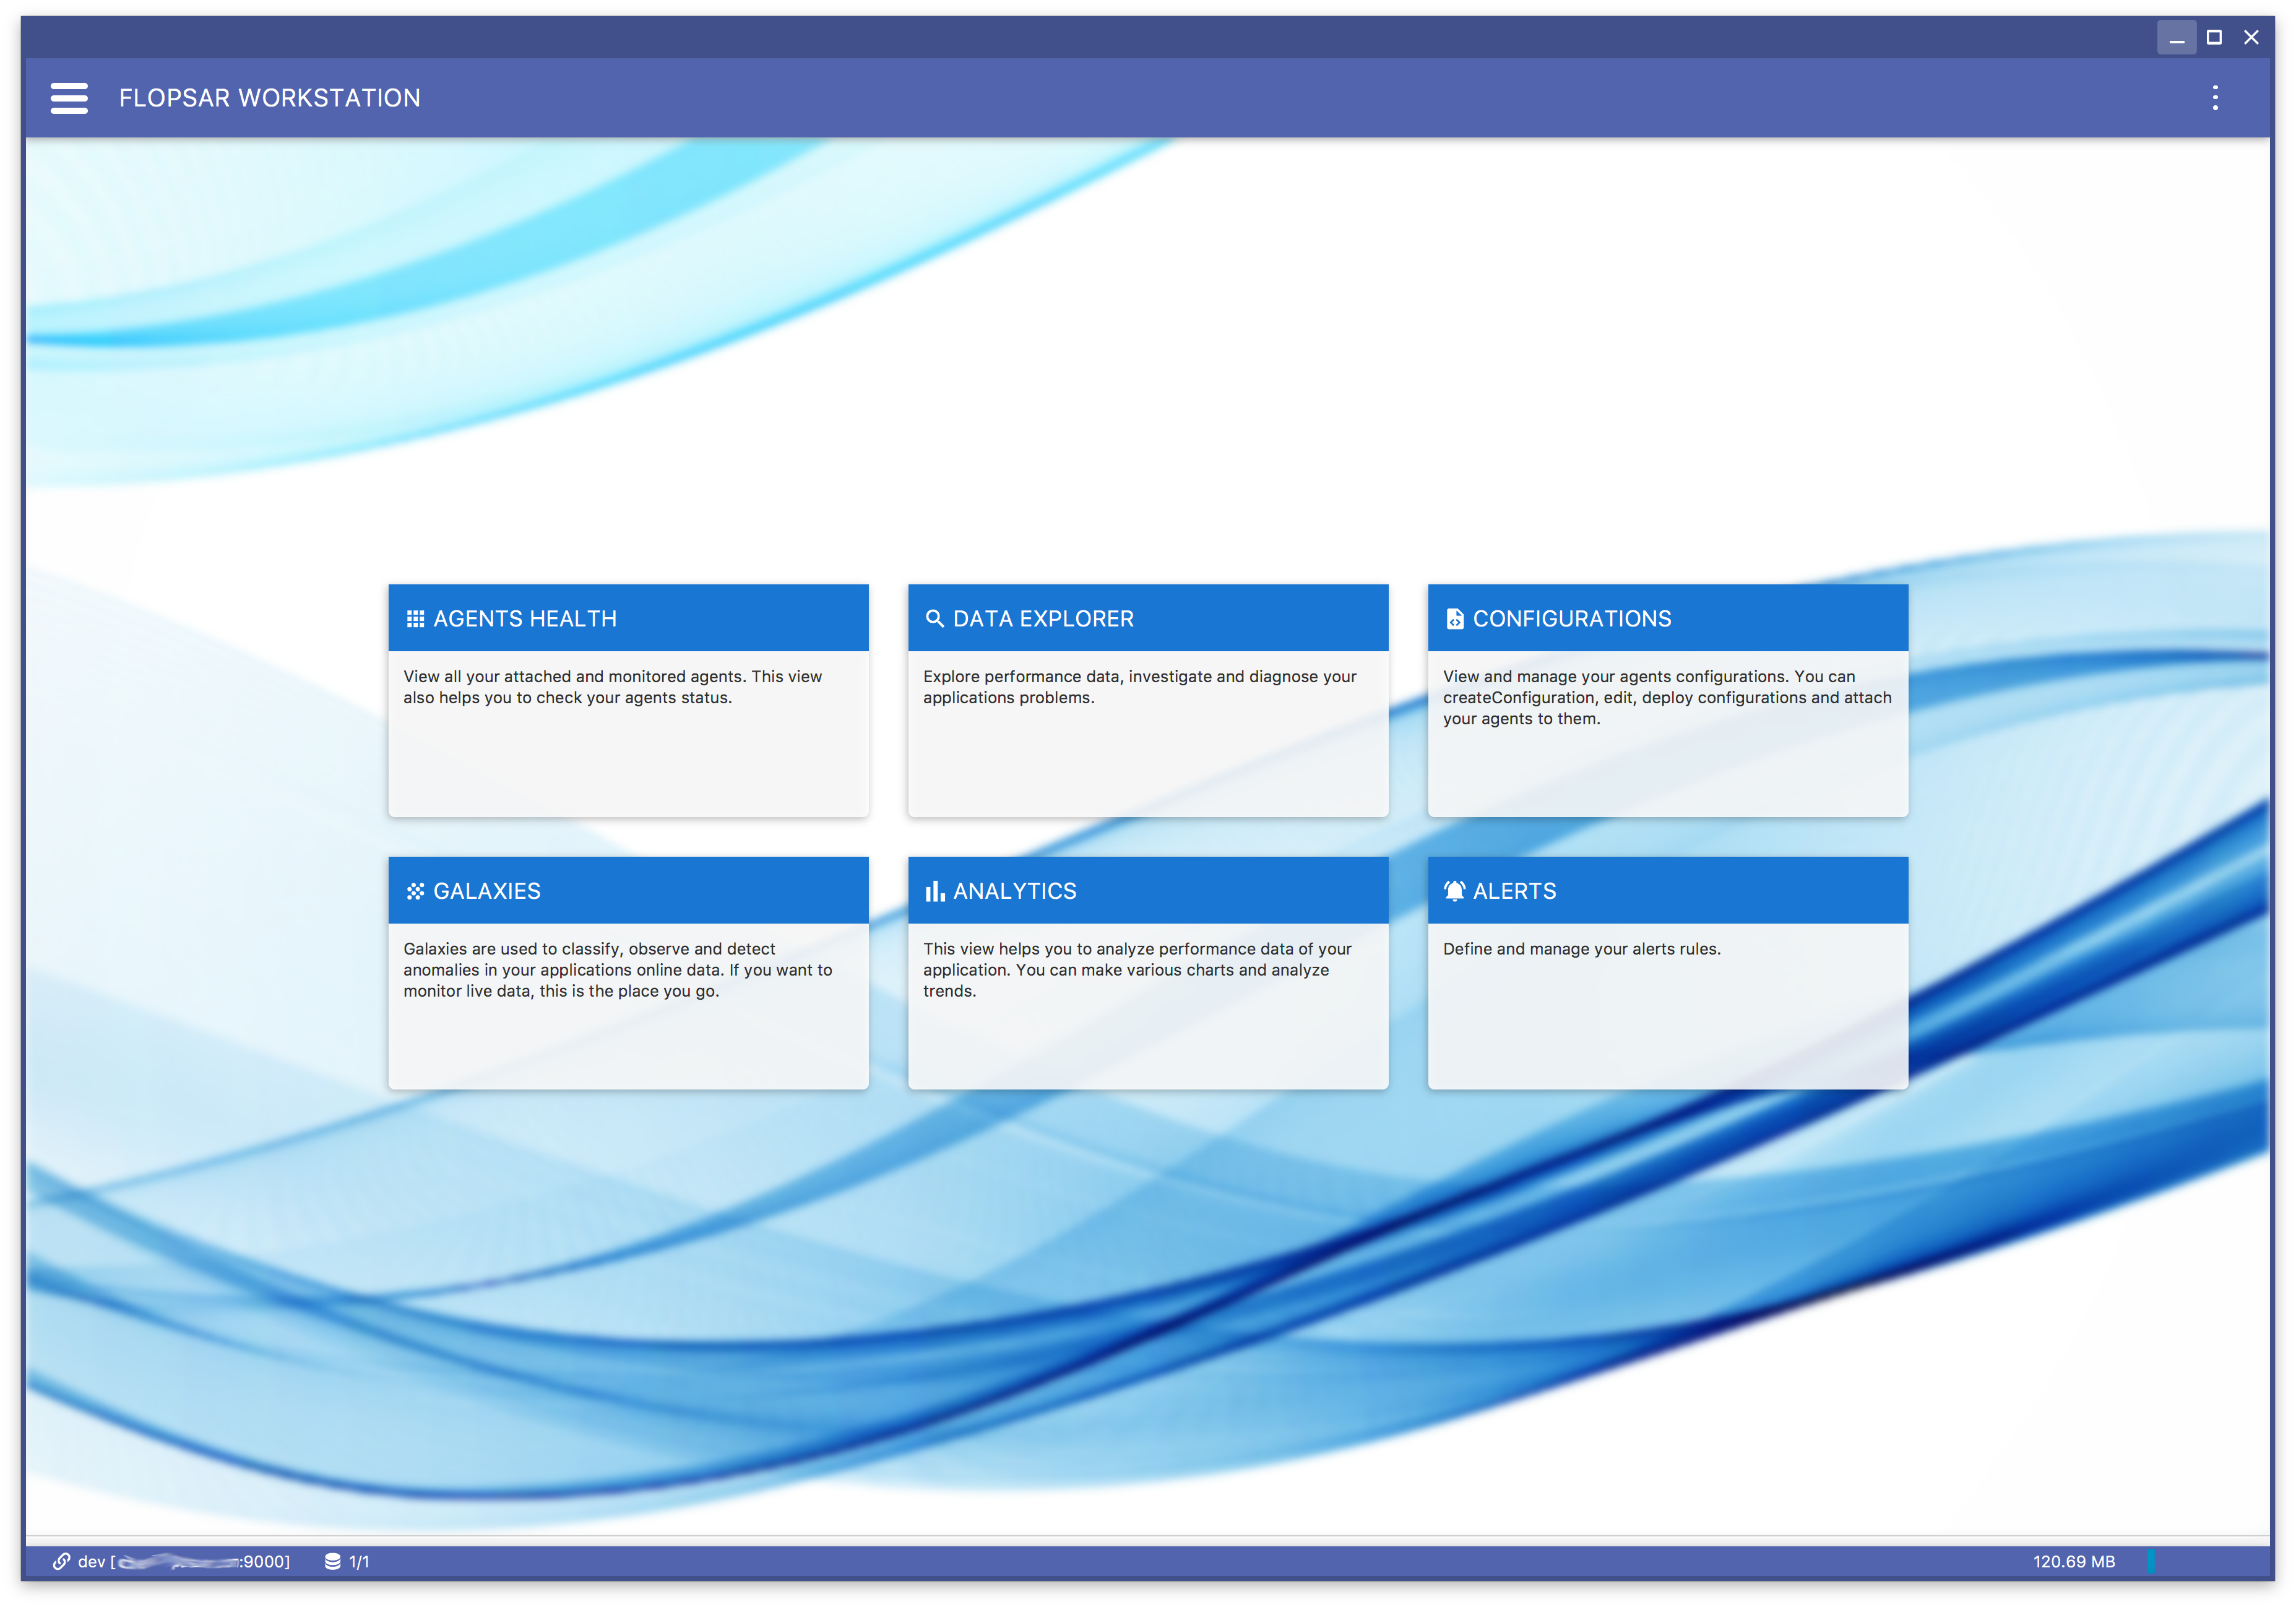 FLOPSAR WORKSTATION
AGENTS HEALTH
View all your attached and monitored agents. This view
also helps you to check your agents status.
DATA EXPLORER
Explore performance data, investigate and diagnose your
applications problems.
CONFIGURATIONS
View and manage your agents configurations. You can
createConfiguration, edit, deploy configurations and attach
your agents to them.
GALAXIES
Galaxies are used to classify, observe and detect
anomalies in your applications online data. If you want to
monitor live data, this is the place you go.
ANALYTICS
This view helps you to analyze performance data of your
application. You can make various charts and analyze
trends.
ALERTS
Define and manage your alerts rules.
dev [ :9000] 1/1 120.69 MB